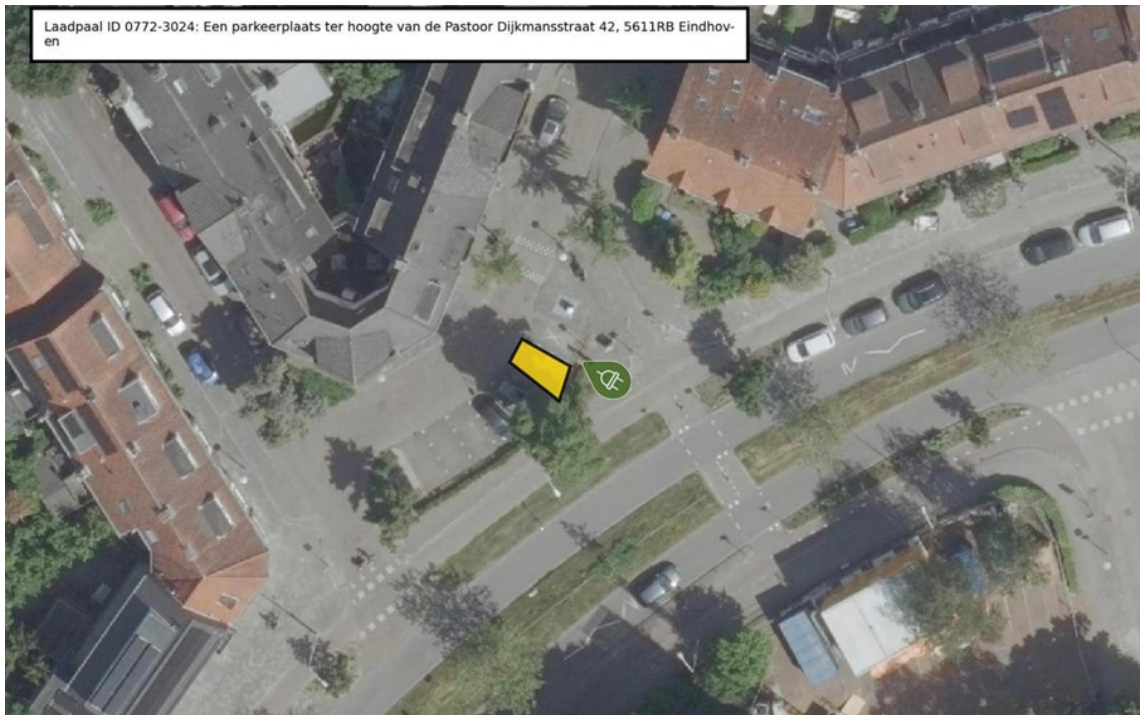 Laadpaal ID 0772-3024: Een parkeerplaats ter hoogte van de Pastoor Dijkmansstraat 42, 5611RB Eindhov-
en